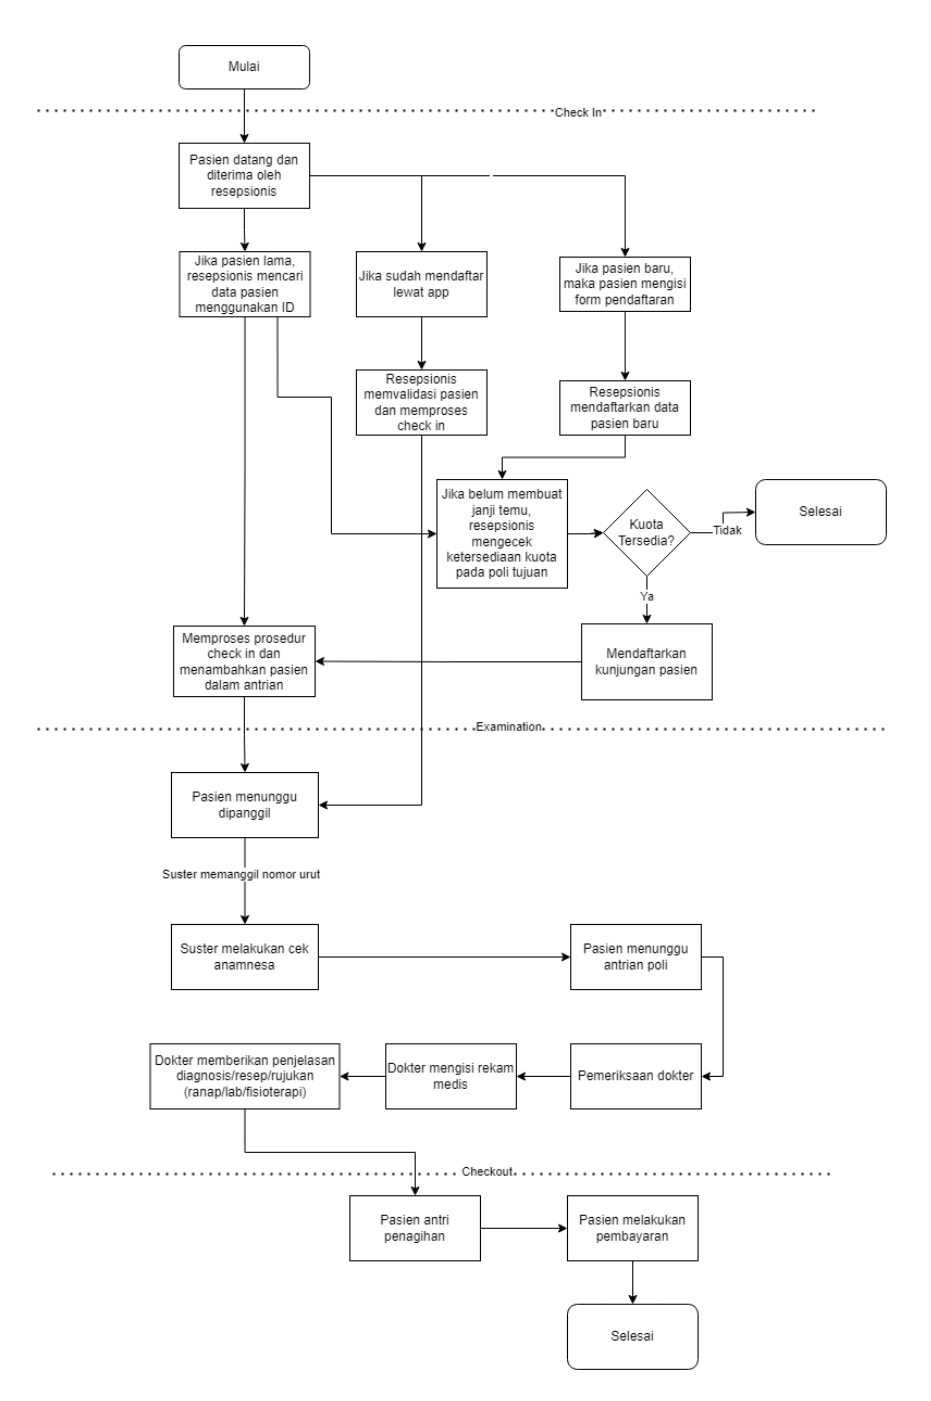 Mulai
Check In
Pasien datang dan
diterima oleh
resepsionis
Jika pasien lama,
resepsionis mencari
data pasien
menggunakan ID
Jika sudah mendaftar
lewat app
Jika pasien baru,
maka pasien mengisi
form pendaftaran
Resepsionis
memvalidasi pasien
dan memproses
check in
Resepsionis
mendaftarkan data
pasien baru
Jika belum membuat
janji temu,
resepsionis
mengecek
ketersediaan kuota
pada poli tujuan
Kuota
Tersedia?
Tidak
Selesai
Ya
Memproses prosedur
check in dan
menambahkan pasien
dalam antrian
Mendaftarkan
kunjungan pasien
Examination
Pasien menunggu
dipanggil
Suster memanggil nomor urut
Suster melakukan cek
anamnesa
Pasien menunggu
antrian poli
Dokter memberikan penjelasan
diagnosis/resep/rujukan
(ranap/lab/fisioterapi)
Dokter mengisi rekam
medis
Pemeriksaan dokter
Checkout
Pasien antri
penagihan
Pasien melakukan
pembayaran
Selesai